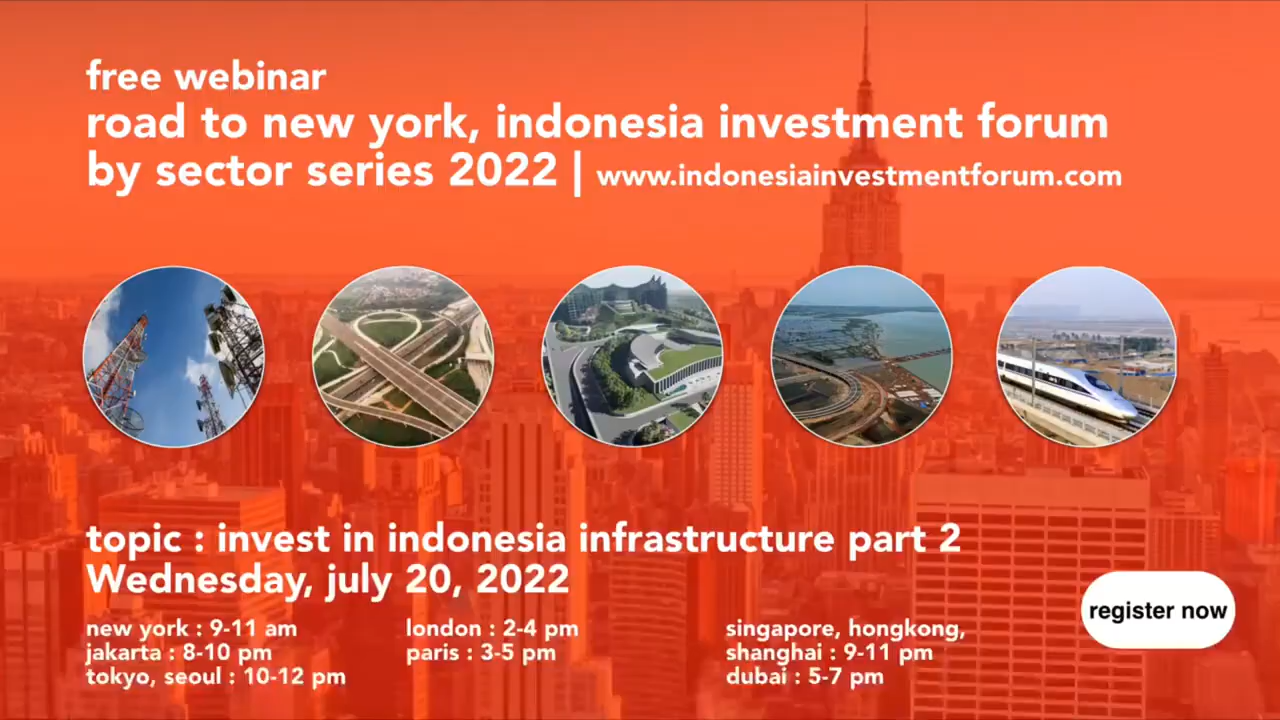 free webinar
road to new york, indonesia investment forum
by sector series 2022 | www.indonesiainvestmentforum.com
topic : invest in indonesia infrastructure part 2
Wednesday, july 20, 2022
new york : 9-11 am
jakarta : 8-10 pm
tokyo, seoul : 10-12 pm
london : 2-4 pm
paris : 3-5 pm
singapore, hongkong,
shanghai : 9-11 pm
dubai : 5-7 pm
register now